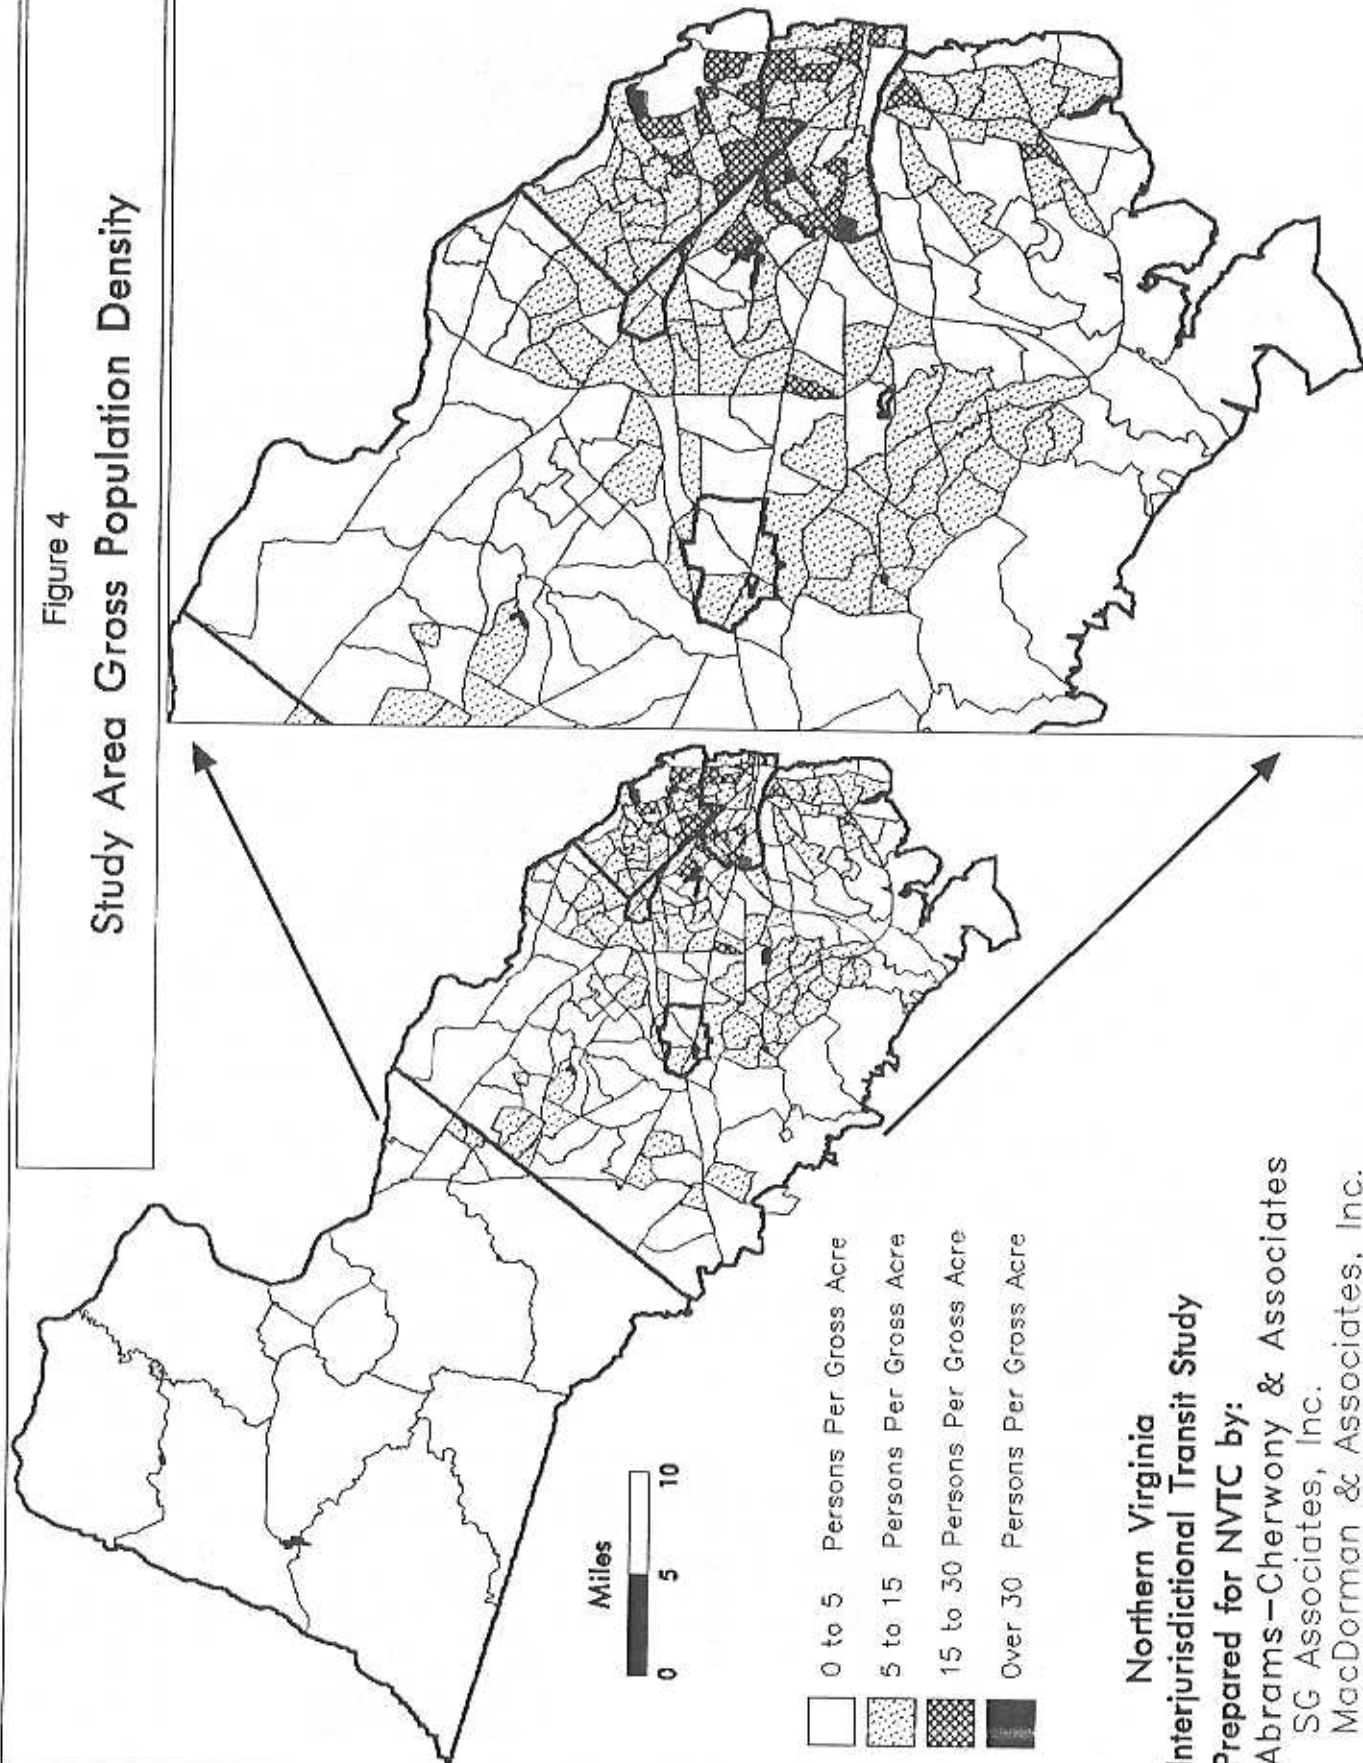 Figure 4
Study Area Gross Population Density
Miles
0 5 10
0 to 5 Persons Per Gross Acre
5 to 15 Persons Per Gross Acre
15 to 30 Persons Per Gross Acre
Over 30 Persons Per Gross Acre
Northern Virginia
Interjurisdictional Transit Study
Prepared for NVTC by:
Abrams-Cherwony & Associates
SG Associates, Inc.
MacDorman & Associates, Inc.